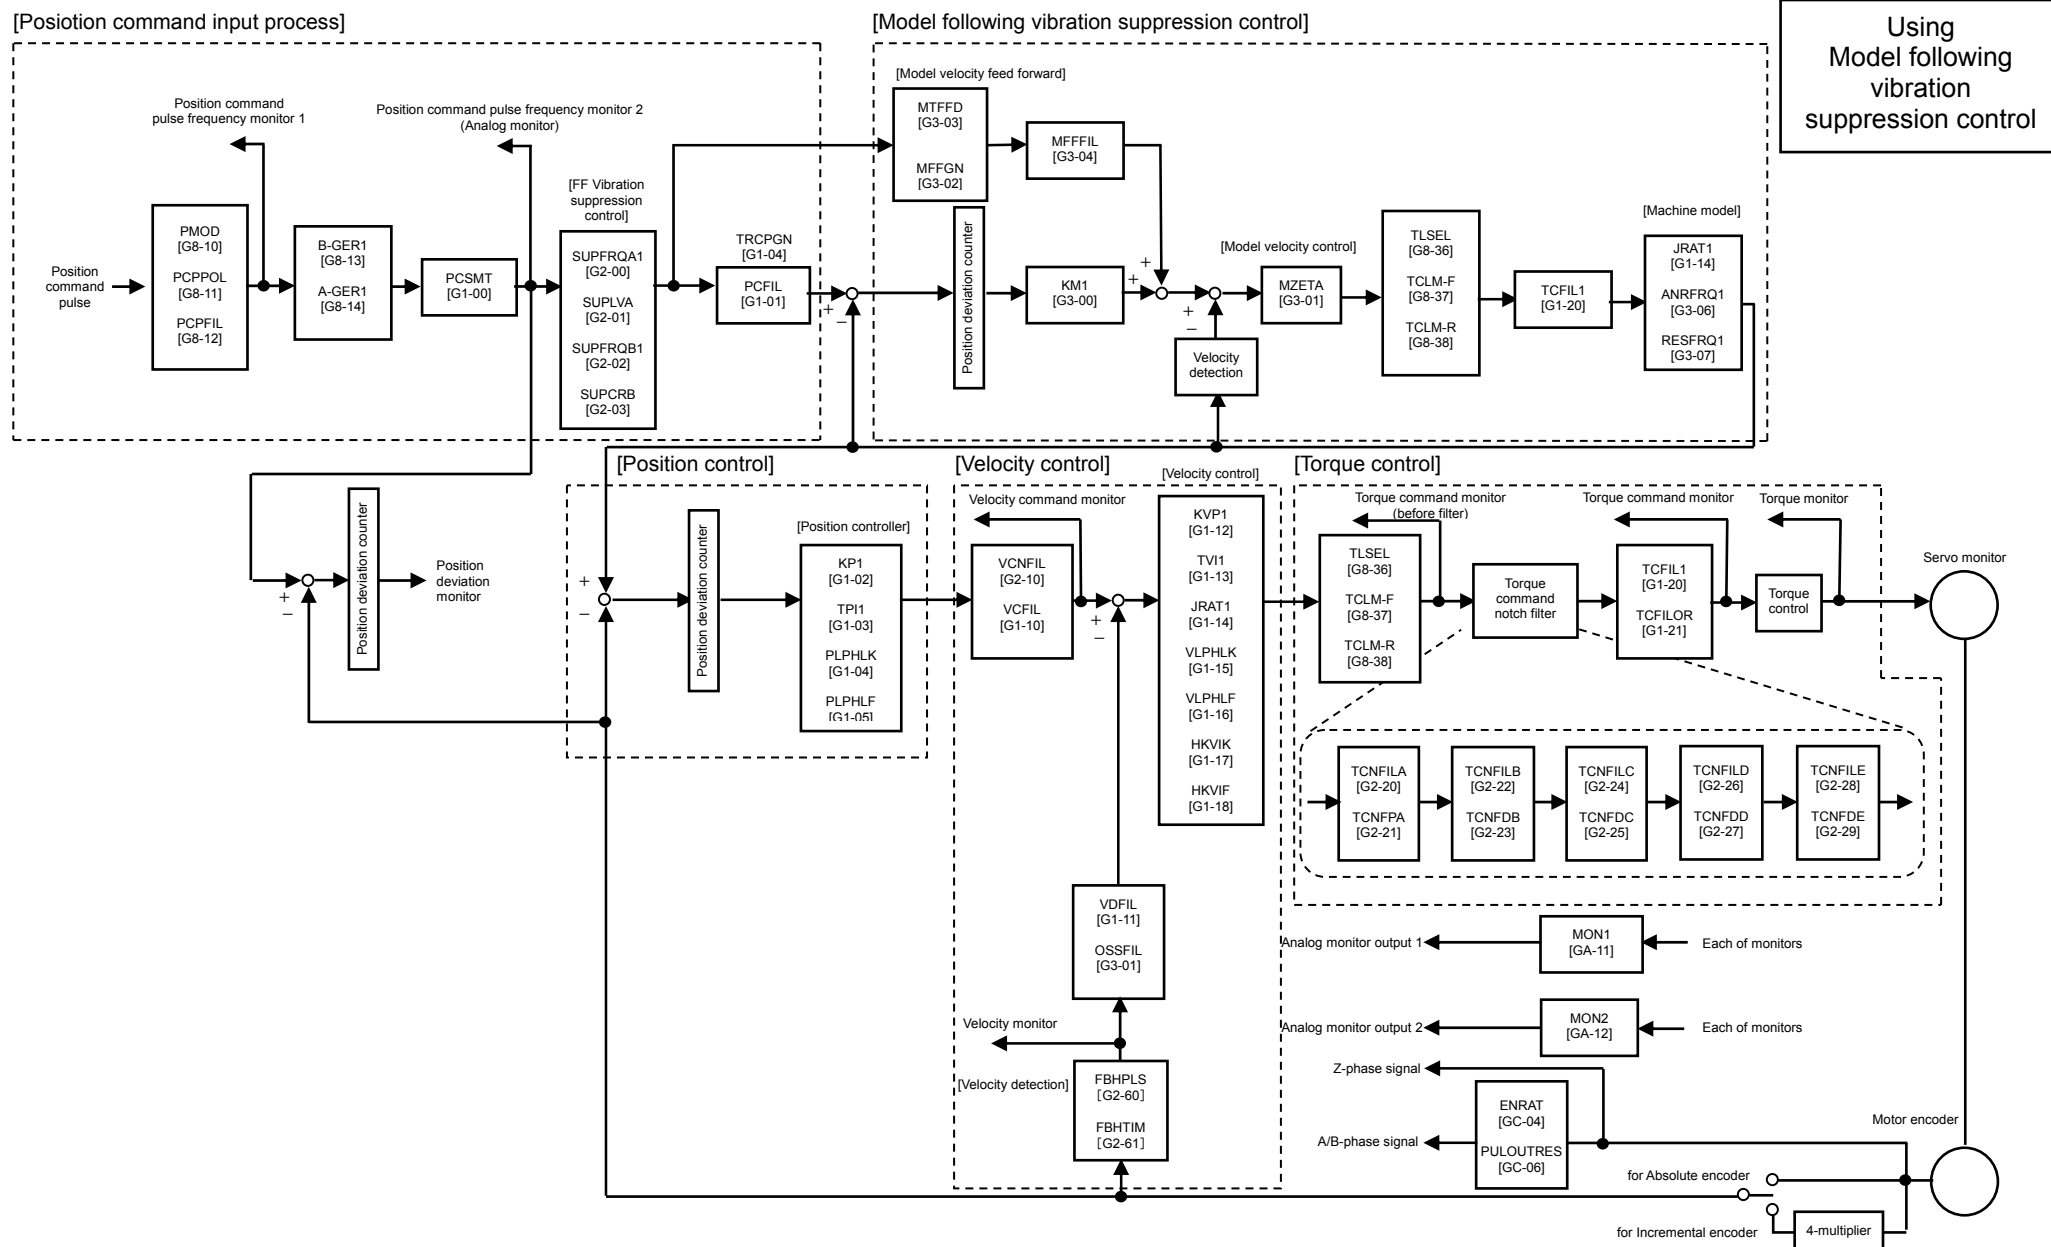 [Posiotion command input process]
[Model following vibration suppression control]
Using
Model following
vibration
suppression control
[Model velocity feed forward]
Position command
pulse frequency monitor 1
Position command pulse frequency monitor 2
(Analog monitor)
MTFFD
[G3-03]
MFFGN
[G3-02]
MFFFIL
[G3-04]
[FF Vibration
suppression
control]
Position
command
pulse
PMOD
[G8-10]
PCPPOL
[G8-11]
PCPFIL
[G8-12]
B-GER1
[G8-13]
A-GER1
[G8-14]
PCSMT
[G1-00]
SUPFRQA1
[G2-00]
SUPLVA
[G2-01]
SUPFRQB1
[G2-02]
SUPCRB
[G2-03]
TRCPGN
[G1-04]
PCFIL
[G1-01]
+
−
Position deviation counter
KM1
[G3-00]
+
+
+
−
[Model velocity control]
MZETA
[G3-01]
Velocity
detection
TLSEL
[G8-36]
TCLM-F
[G8-37]
TCLM-R
[G8-38]
TCFIL1
[G1-20]
[Machine model]
JRAT1
[G1-14]
ANRFRQ1
[G3-06]
RESFRQ1
[G3-07]
[Position control]
[Velocity control]
[Torque control]
+
−
Position deviation counter
Position
deviation
monitor
+
−
Position deviation counter
[Position controller]
KP1
[G1-02]
TPI1
[G1-03]
PLPHLK
[G1-04]
PLPHLF
[G1-05]
Velocity command monitor
VCNFIL
[G2-10]
VCFIL
[G1-10]
+
−
[Velocity control]
KVP1
[G1-12]
TVI1
[G1-13]
JRAT1
[G1-14]
VLPHLK
[G1-15]
VLPHLF
[G1-16]
HKVIK
[G1-17]
HKVIF
[G1-18]
Torque command monitor
(before filter)
Torque command monitor
Torque monitor
TLSEL
[G8-36]
TCLM-F
[G8-37]
TCLM-R
[G8-38]
Torque
command
notch filter
TCFIL1
[G1-20]
TCFILOR
[G1-21]
Torque
control
Servo monitor
TCNFILA
[G2-20]
TCNFPA
[G2-21]
TCNFILB
[G2-22]
TCNFDB
[G2-23]
TCNFILC
[G2-24]
TCNFDC
[G2-25]
TCNFILD
[G2-26]
TCNFDD
[G2-27]
TCNFILE
[G2-28]
TCNFDE
[G2-29]
VDFIL
[G1-11]
OSSFIL
[G3-01]
Velocity monitor
[Velocity detection]
FBHPLS
[G2-60]
FBHTIM
[G2-61]
Analog monitor output 1
MON1
[GA-11]
Each of monitors
Analog monitor output 2
MON2
[GA-12]
Each of monitors
Z-phase signal
A/B-phase signal
ENRAT
[GC-04]
PULOUTRES
[GC-06]
Motor encoder
for Absolute encoder
for Incremental encoder
4-multiplier